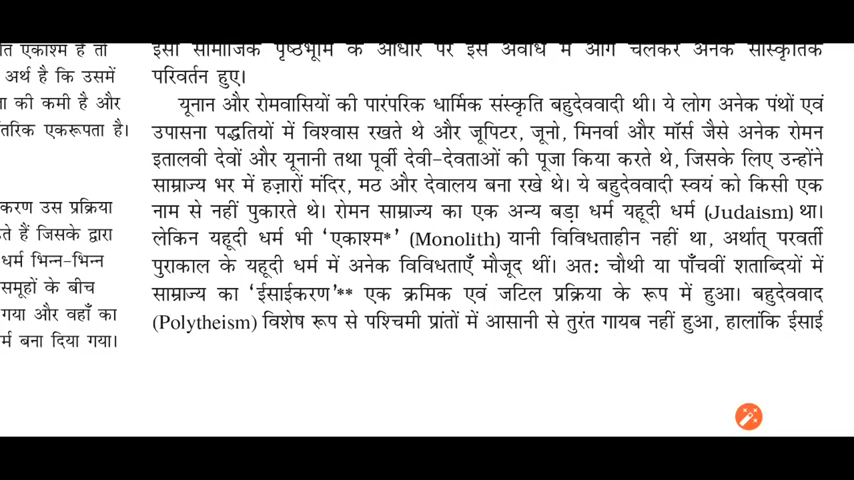 ति एकाश्म है तो
अर्थ है कि उसमें
ा की कमी है और
तरिक एकरूपता है।
करण उस प्रक्रिया
ते हैं जिसके द्वारा
धर्म भिन्न-भिन्न
समूहों के बीच
गया और वहाँ का
र्म बना दिया गया।
इसी सामाजिक पृष्ठभूमि के आधार पर इस अवधि में आगे चलकर अनेक सांस्कृतिक
परिवर्तन हुए।
यूनान और रोमवासियों की पारंपरिक धार्मिक संस्कृति बहुदेववादी थी। ये लोग अनेक पंथों एवं
उपासना पद्धतियों में विश्वास रखते थे और जूपिटर, जूनो, मिनर्वा और मॉर्स जैसे अनेक रोमन
इतालवी देवों और यूनानी तथा पूर्वी देवी-देवताओं की पूजा किया करते थे, जिसके लिए उन्होंने
साम्राज्य भर में हज़ारों मंदिर, मठ और देवालय बना रखे थे। ये बहुदेववादी स्वयं को किसी एक
नाम से नहीं पुकारते थे। रोमन साम्राज्य का एक अन्य बड़ा धर्म यहूदी धर्म (Judaism) था।
लेकिन यहूदी धर्म भी ‘एकाश्म*’ (Monolith) यानी विविधताहीन नहीं था, अर्थात् परवर्ती
पुराकाल के यहूदी धर्म में अनेक विविधताएँ मौजूद थीं। अत: चौथी या पाँचवीं शताब्दियों में
साम्राज्य का ‘ईसाईकरण’** एक क्रमिक एवं जटिल प्रक्रिया के रूप में हुआ। बहुदेववाद
(Polytheism) विशेष रूप से पश्चिमी प्रांतों में आसानी से तुरंत गायब नहीं हुआ, हालांकि ईसाई